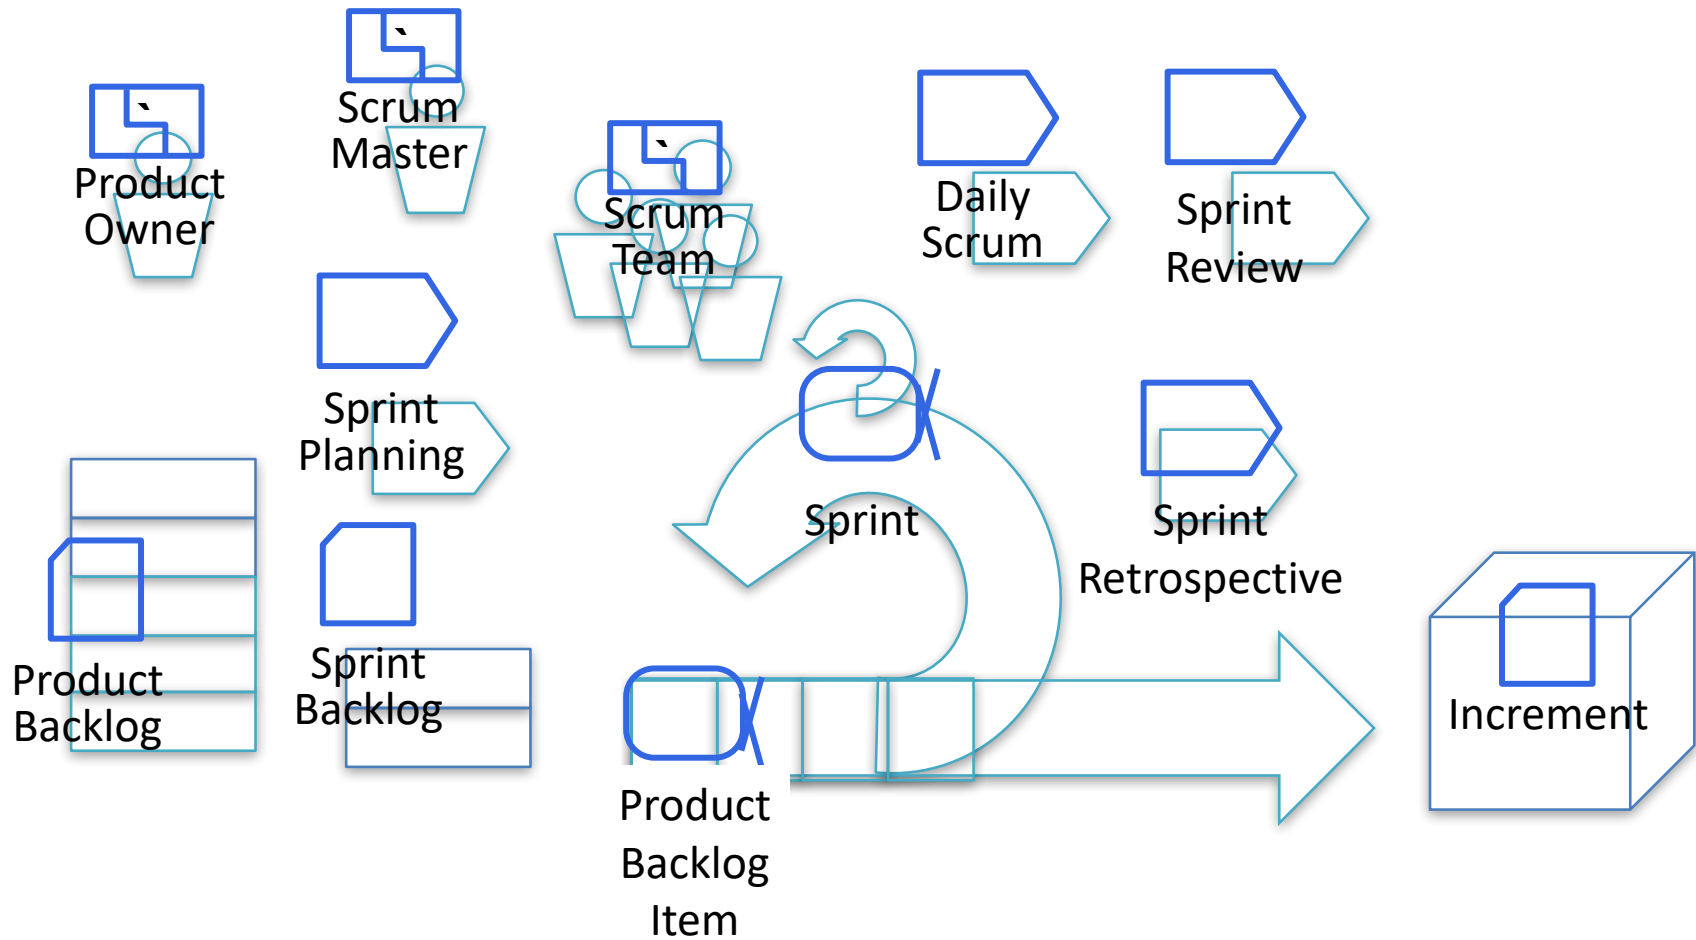 Scrum
Master
Product
Owner
Scrum
Team
Daily
Scrum
Sprint
Review
Sprint
Planning
Sprint
Sprint
Retrospective
Product
Backlog
Sprint
Backlog
Increment
Product
Backlog
Item